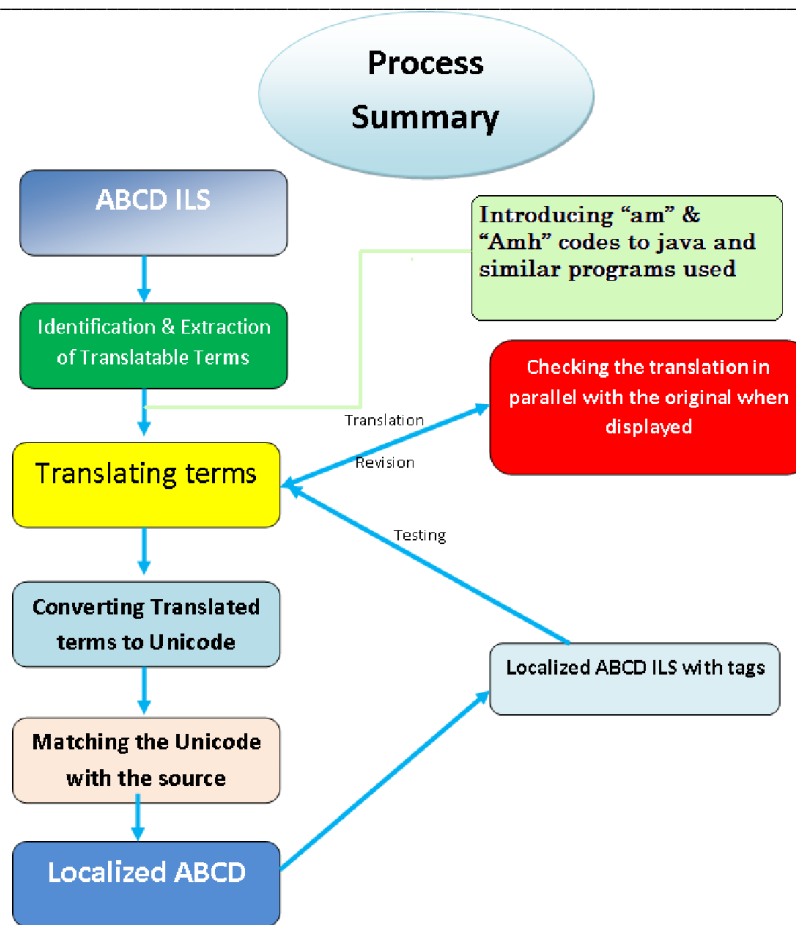 Process
Summary
ABCD ILS
Introducing “am” &
“Amh” codes to java and
similar programs used
Identification & Extraction
of Translatable Terms
Checking the translation in
parallel with the original when
displayed
Translation
Translating terms
Revision
Testing
Converting Translated
terms to Unicode
Localized ABCD ILS with tags
Matching the Unicode
with the source
Localized ABCD